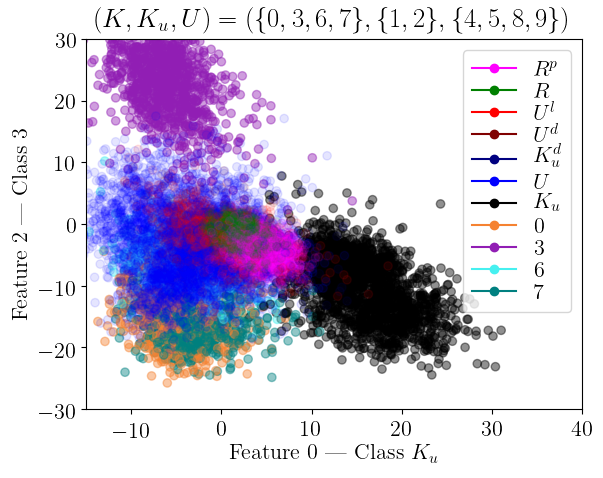 (K, K_u, U) = ({0, 3, 6, 7}, {1, 2}, {4, 5, 8, 9})
30
20
10
0
−10
−20
−30
Feature 2 — Class 3
R^p
R
U^l
U^d
K_u^d
U
K_u
0
3
6
7
−10
0
10
20
30
40
Feature 0 — Class K_u